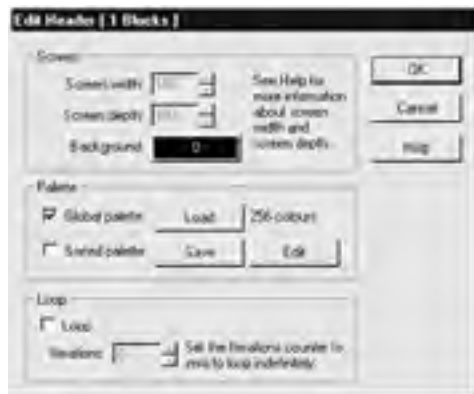 Edit Header [ 1 Blocks ]
Screen
Screen width
Screen depth
Background 0
See Help for
more information
about screen
width and
screen depth.
OK
Cancel
Help
Palette
Global palette Load 256 colours
Sorted palette Save Edit
Loop
Loop
Iterations
Set the Iterations counter to
zero to loop indefinitely.